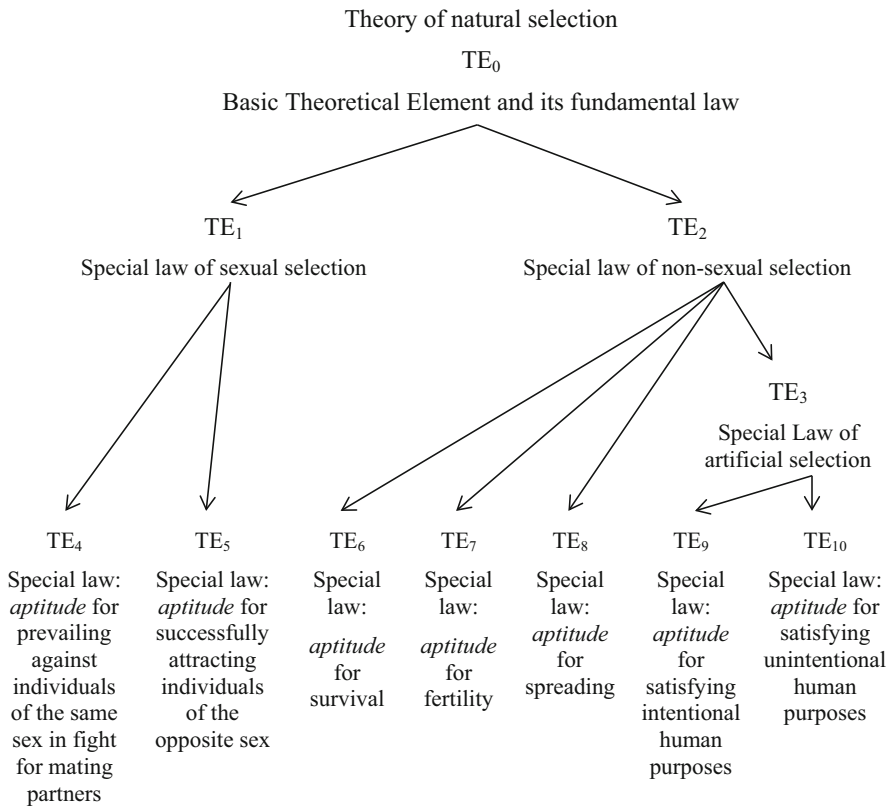 Theory of natural selection
TE₀
Basic Theoretical Element and its fundamental law
TE₁
Special law of sexual selection
TE₂
Special law of non-sexual selection
TE₃
Special Law of
artificial selection
TE₄
Special law:
aptitude for
prevailing
against
individuals
of the same
sex in fight
for mating
partners
TE₅
Special law:
aptitude for
successfully
attracting
individuals
of the
opposite sex
TE₆
Special
law:
aptitude
for
survival
TE₇
Special
law:
aptitude
for
fertility
TE₈
Special
law:
aptitude
for
spreading
TE₉
Special
law:
aptitude
for
satisfying
intentional
human
purposes
TE₁₀
Special law:
aptitude for
satisfying
unintentional
human
purposes